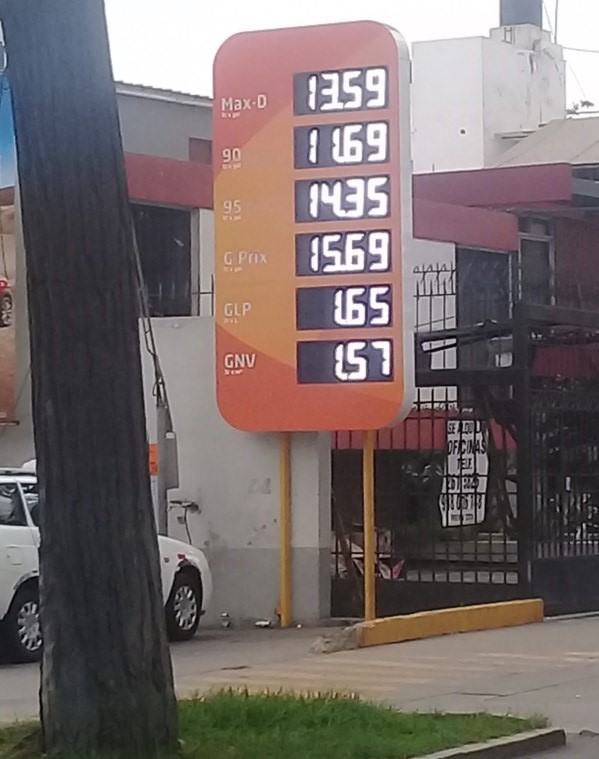 Max-D 13.59
90 11.69
95 14.35
G Prix 15.69
GLP 1.65
GNV 1.57
SE ALQUILA
OFICINAS
TELF.